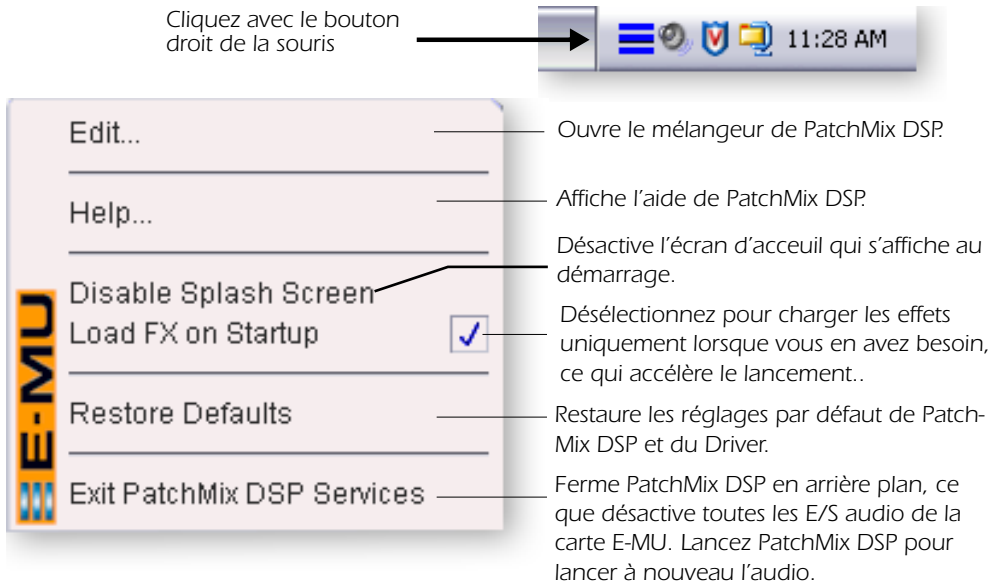 Cliquez avec le bouton
droit de la souris
11:28 AM
Edit...
Ouvre le mélangeur de PatchMix DSP.
Help...
Affiche l'aide de PatchMix DSP.
Disable Splash Screen
Désactive l'écran d'acceuil qui s'affiche au
démarrage.
Load FX on Startup
Désélectionnez pour charger les effets
uniquement lorsque vous en avez besoin,
ce qui accélère le lancement..
Restore Defaults
Restaure les réglages par défaut de Patch-
Mix DSP et du Driver.
Exit PatchMix DSP Services
Ferme PatchMix DSP en arrière plan, ce
que désactive toutes les E/S audio de la
carte E-MU. Lancez PatchMix DSP pour
lancer à nouveau l'audio.
E-MU